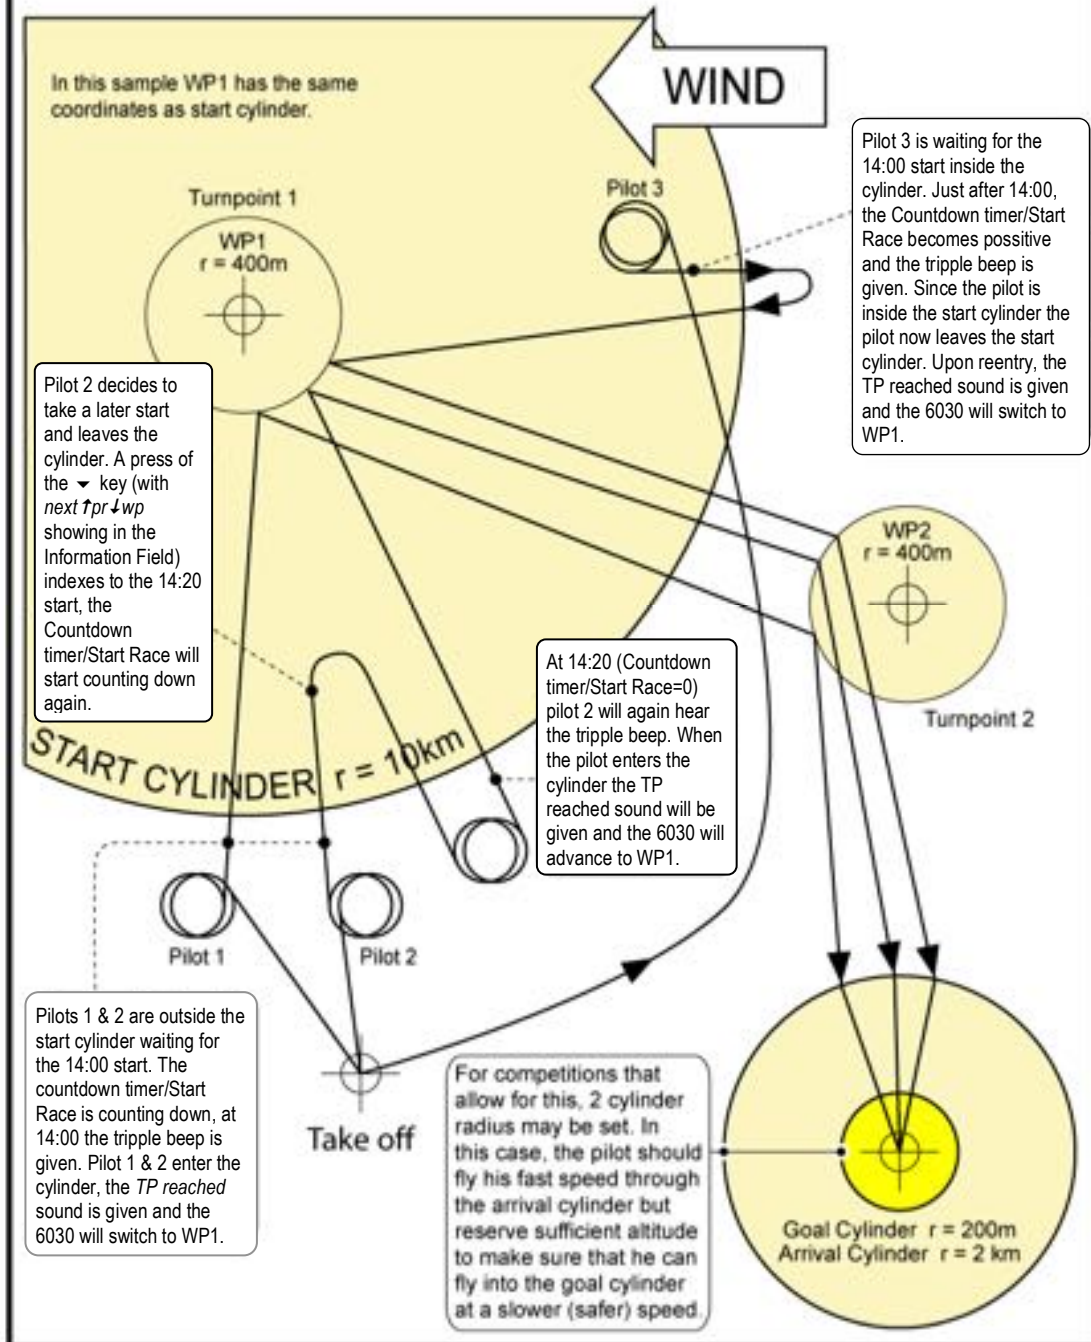 In this sample WP1 has the same
coordinates as start cylinder.
WIND
Pilot 3 is waiting for the
14:00 start inside the
cylinder. Just after 14:00,
the Countdown timer/Start
Race becomes possitive
and the tripple beep is
given. Since the pilot is
inside the start cylinder the
pilot now leaves the start
cylinder. Upon reentry, the
TP reached sound is given
and the 6030 will switch to
WP1.
Pilot 3
Turnpoint 1
WP1
r = 400m
Pilot 2 decides to
take a later start
and leaves the
cylinder. A press of
the ▼ key (with
next↑pr↓wp
showing in the
Information Field)
indexes to the 14:20
start, the
Countdown
timer/Start Race will
start counting down
again.
WP2
r = 400m
Turnpoint 2
At 14:20 (Countdown
timer/Start Race=0)
pilot 2 will again hear
the tripple beep. When
the pilot enters the
cylinder the TP
reached sound will be
given and the 6030 will
advance to WP1.
START CYLINDER r = 10km
Pilot 1
Pilot 2
Pilots 1 & 2 are outside the
start cylinder waiting for
the 14:00 start. The
countdown timer/Start
Race is counting down, at
14:00 the tripple beep is
given. Pilot 1 & 2 enter the
cylinder, the TP reached
sound is given and the
6030 will switch to WP1.
Take off
For competitions that
allow for this, 2 cylinder
radius may be set. In
this case, the pilot should
fly his fast speed through
the arrival cylinder but
reserve sufficient altitude
to make sure that he can
fly into the goal cylinder
at a slower (safer) speed
Goal Cylinder r = 200m
Arrival Cylinder r = 2 km